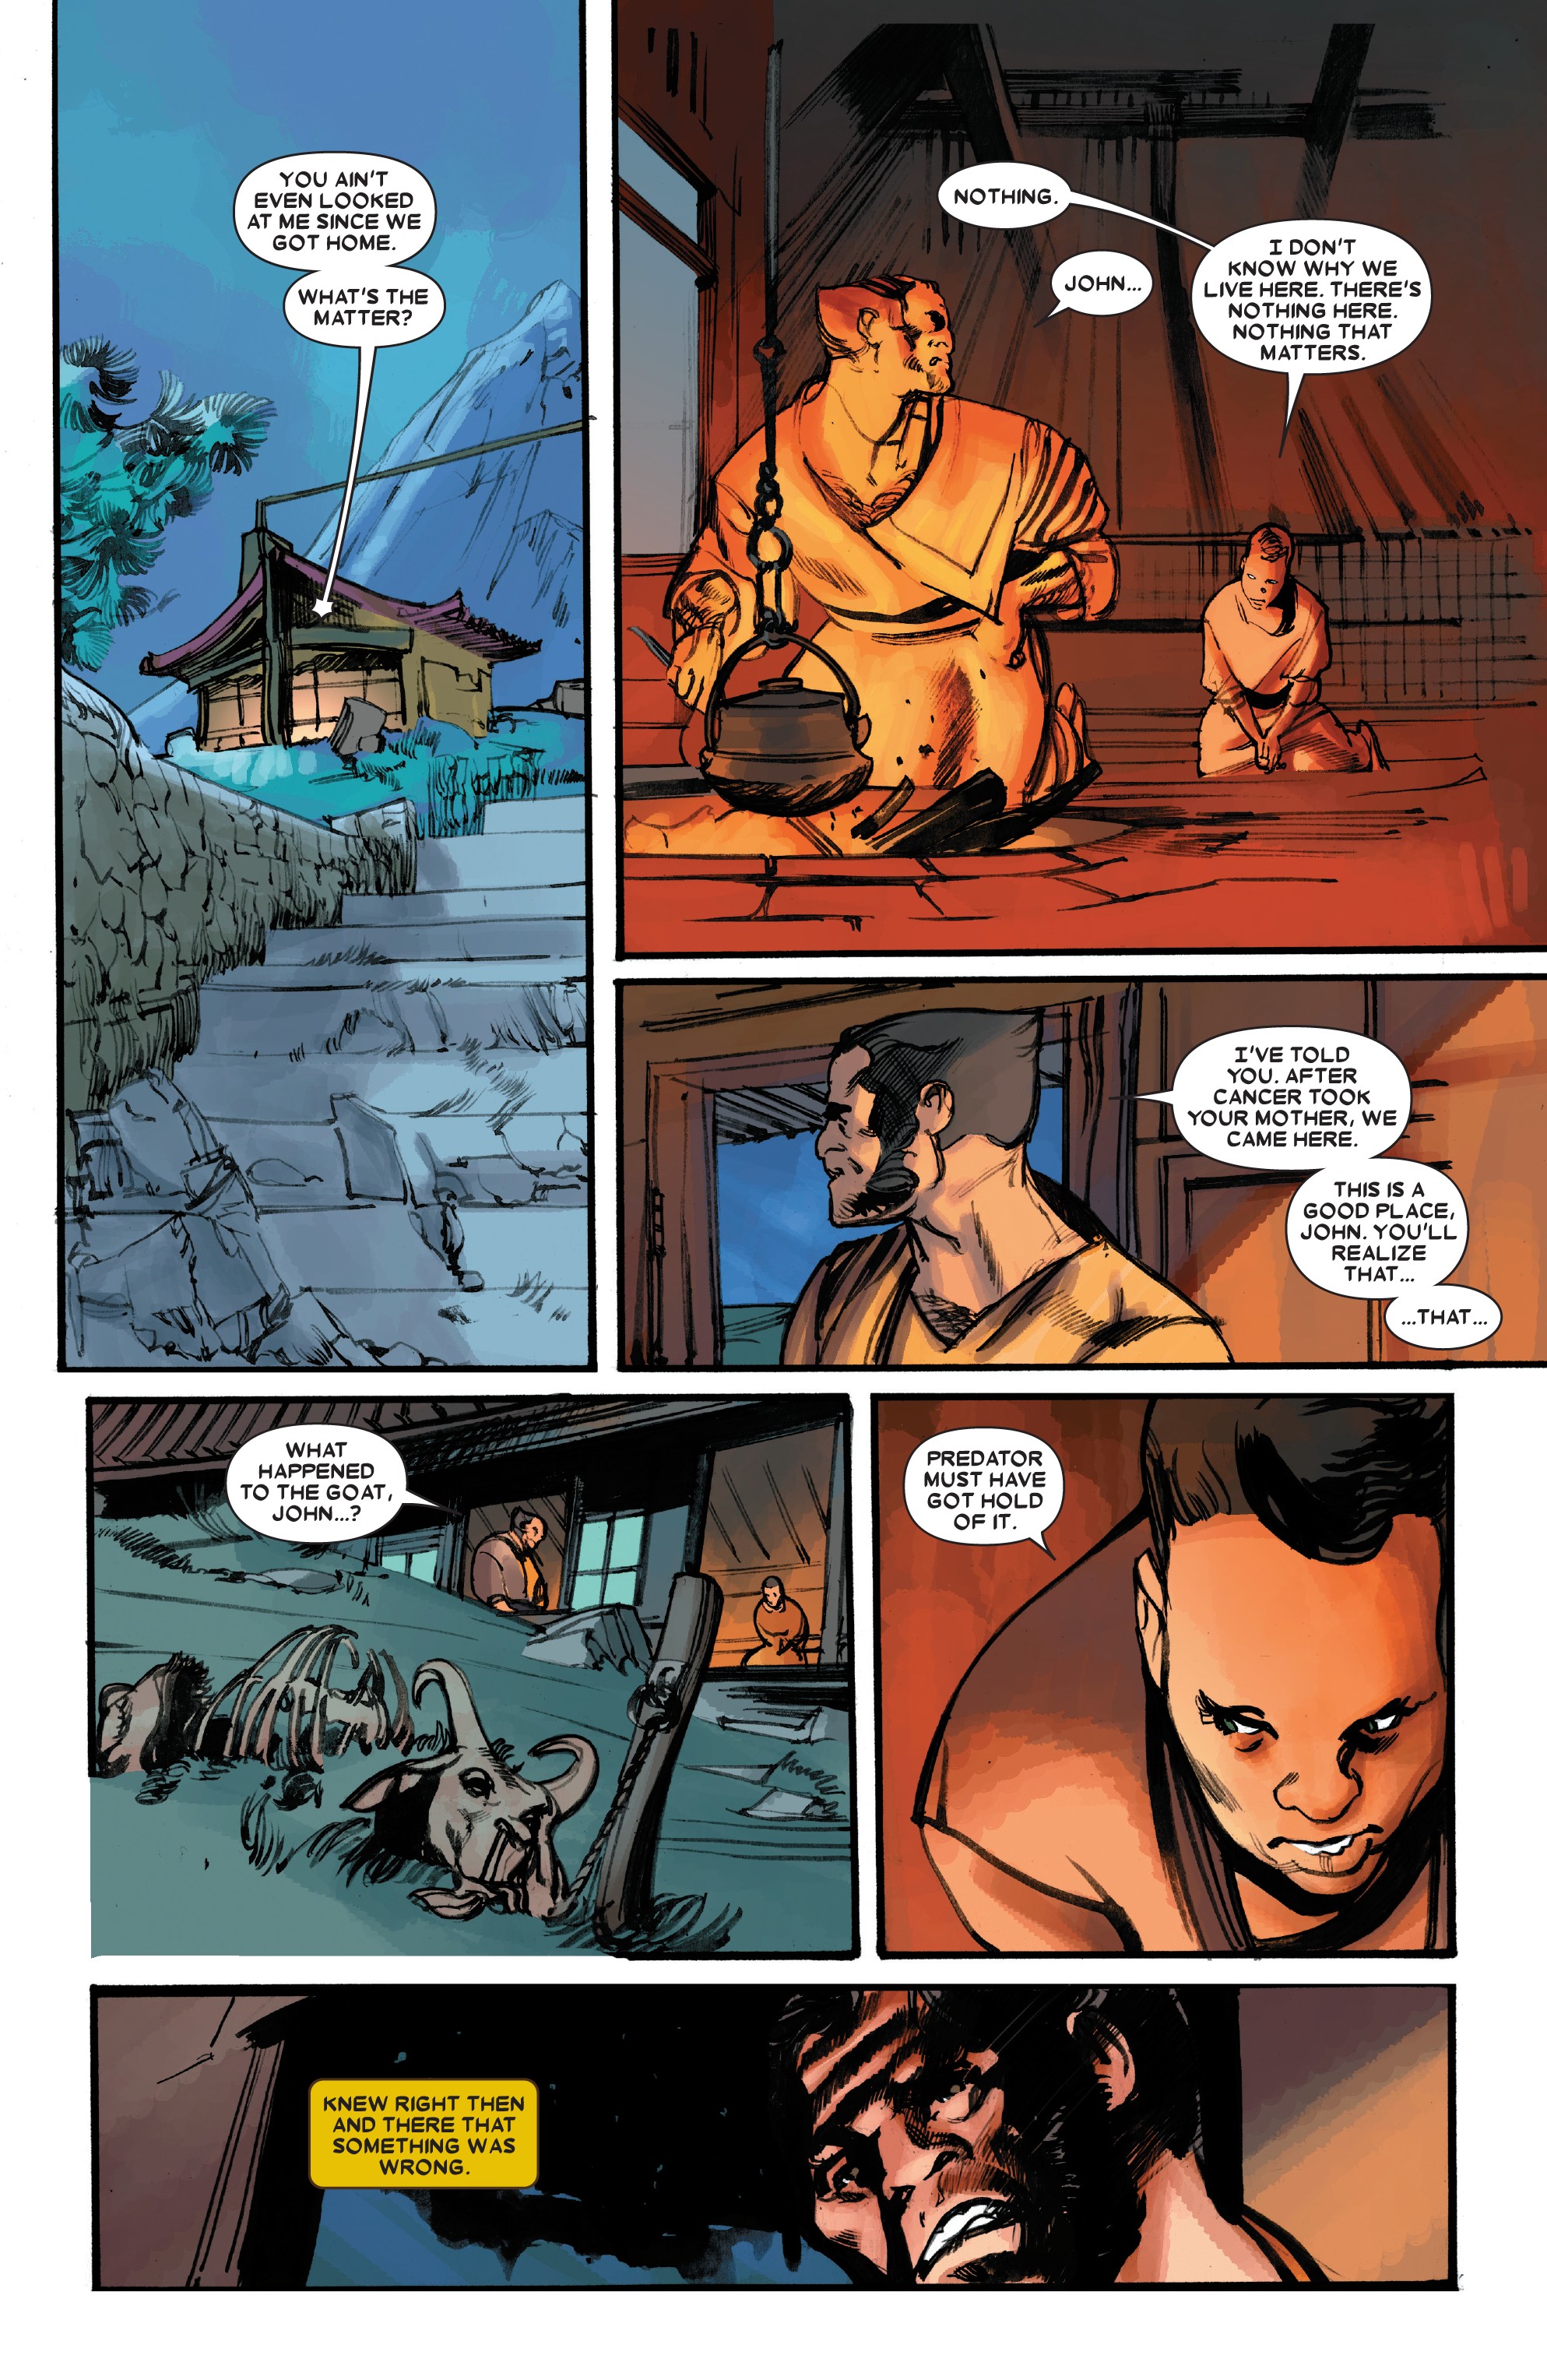 YOU AIN'T
EVEN LOOKED
AT ME SINCE WE
GOT HOME.
WHAT'S THE
MATTER?
NOTHING.
JOHN...
I DON'T
KNOW WHY WE
LIVE HERE. THERE'S
NOTHING HERE.
NOTHING THAT
MATTERS.
I'VE TOLD
YOU. AFTER
CANCER TOOK
YOUR MOTHER, WE
CAME HERE.
THIS IS A
GOOD PLACE,
JOHN. YOU'LL
REALIZE
THAT...
...THAT...
WHAT
HAPPENED
TO THE GOAT,
JOHN...?
PREDATOR
MUST HAVE
GOT HOLD
OF IT.
KNEW RIGHT THEN
AND THERE THAT
SOMETHING WAS
WRONG.